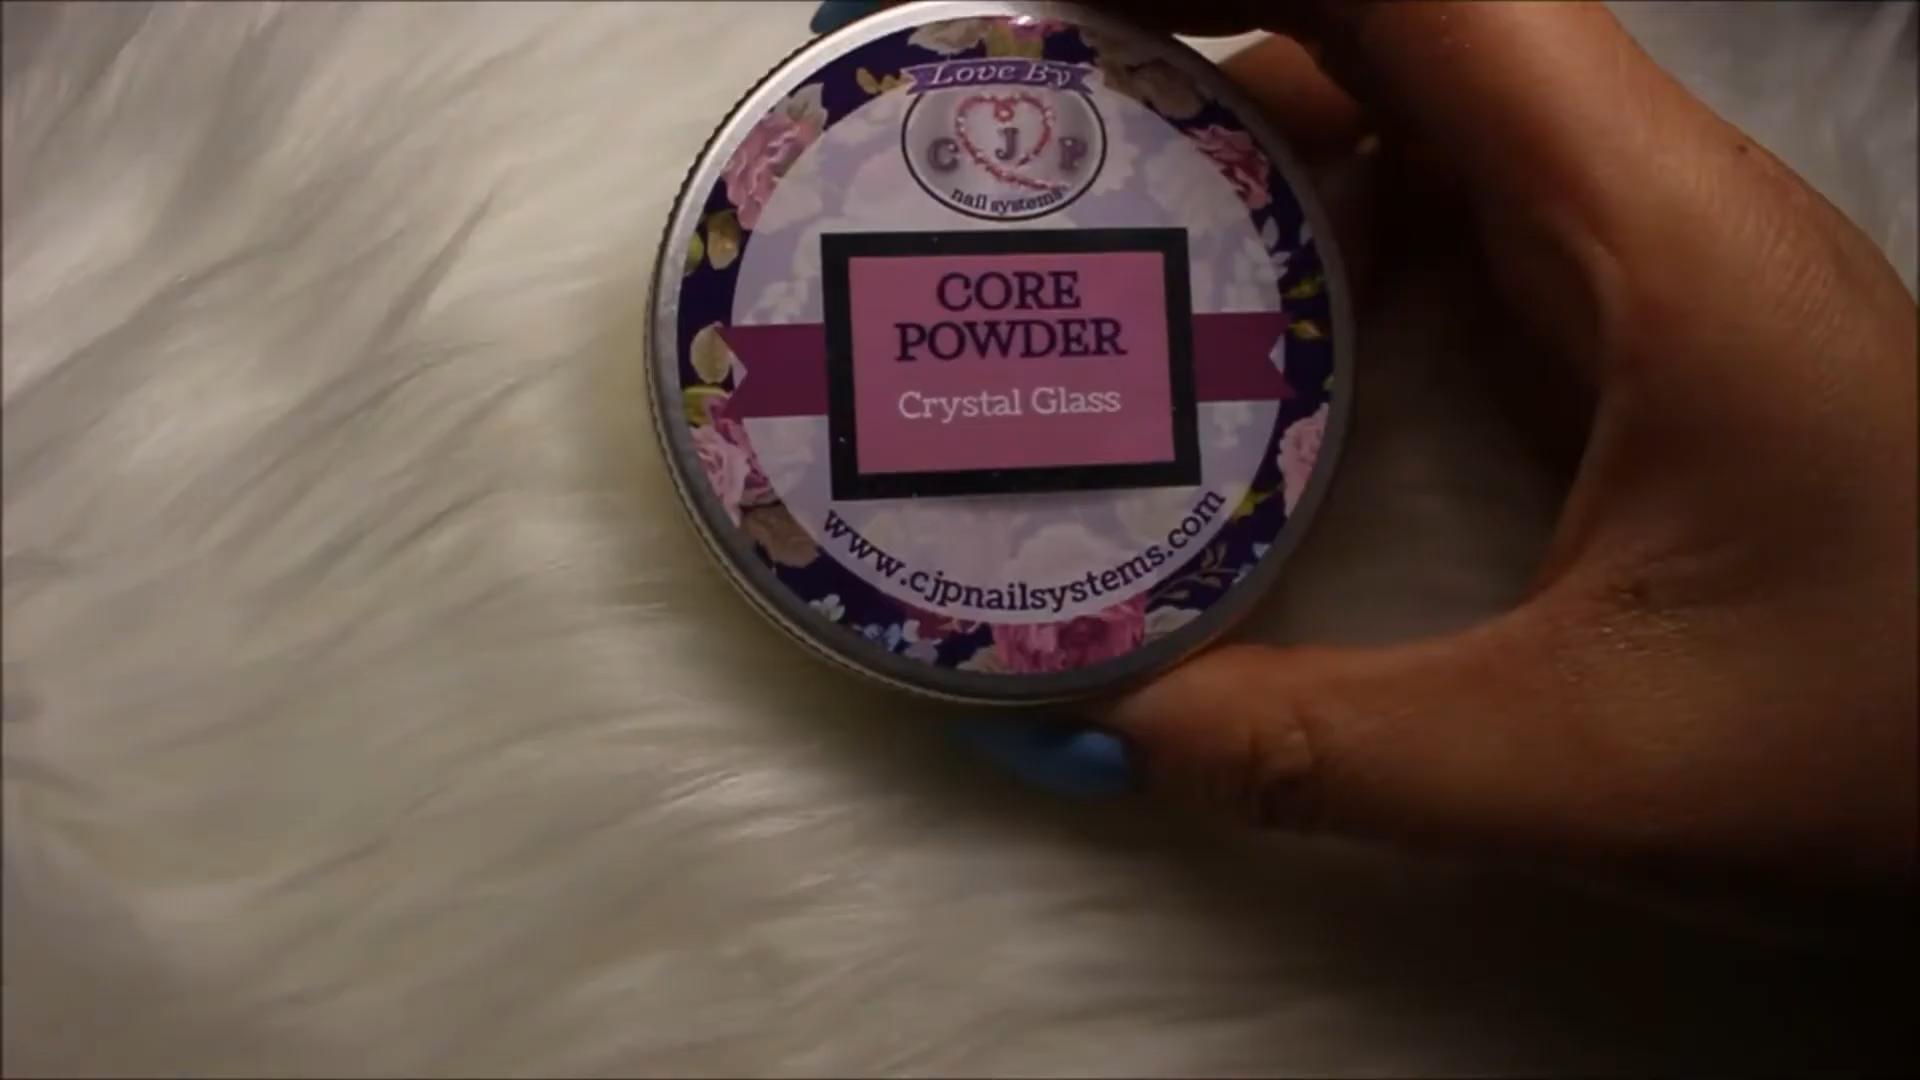 Love By
C J P
nail systems
CORE
POWDER
Crystal Glass
www.cjpnailsystems.com